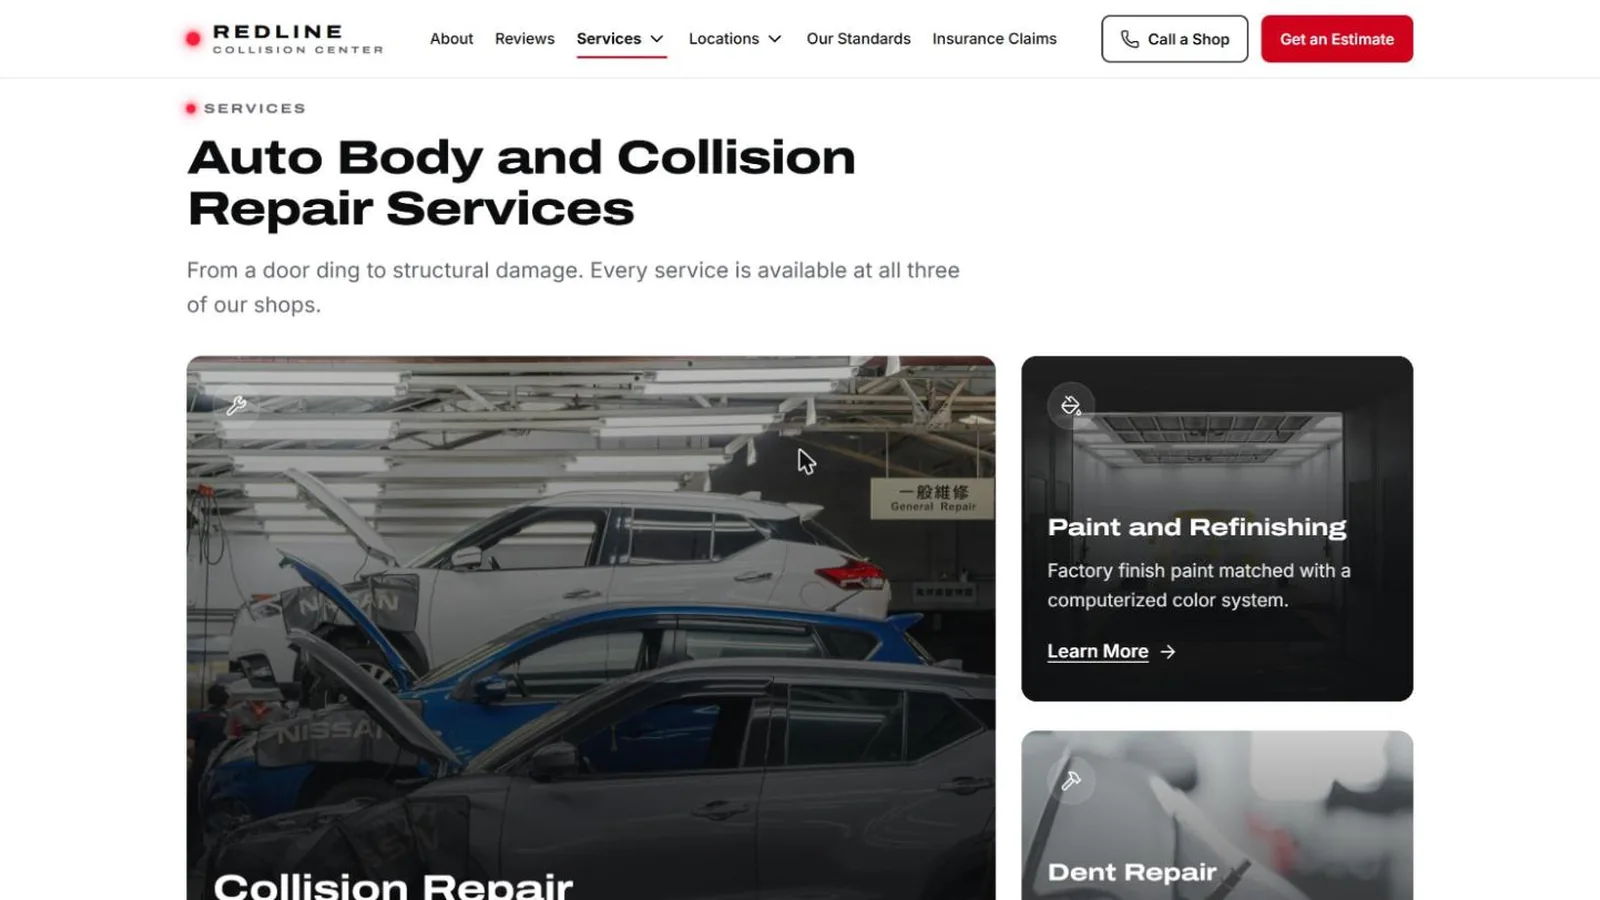 REDLINE
COLLISION CENTER
About
Reviews
Services
Locations
Our Standards
Insurance Claims
Call a Shop
Get an Estimate
SERVICES
Auto Body and Collision
Repair Services
From a door ding to structural damage. Every service is available at all three
of our shops.
一般維修
General Repair
NISSAN
NISSAN
Collision Repair
Paint and Refinishing
Factory finish paint matched with a
computerized color system.
Learn More
Dent Repair